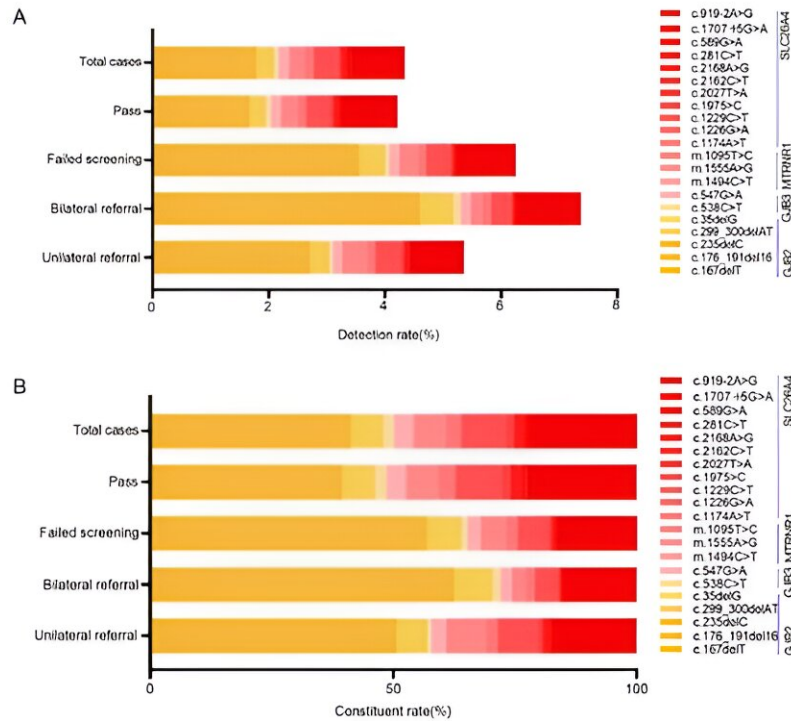 A
Total cases
Pass
Failed screening
Bilateral referral
Unilateral referral
0 2 4 6 8
Detection rate(%)
c.919-2A>G
c.1707 +5G>A
c.589G>A
c.281C>T
c.2168A>G
c.2162C>T
c.2027T>A
c.1975>C
c.1229C>T
c.1226G>A
c.1174A>T
m.1095T>C
m.1555A>G
m.1494C>T
c.547G>A
c.538C>T
c.35delG
c.299_300delAT
c.235delC
c.176_191del16
c.167delT
SLC26A4
MTRNR1
GJB3
GJB2
B
Total cases
Pass
Failed screening
Bilateral referral
Unilateral referral
0 50 100
Constituent rate(%)
c.919-2A>G
c.1707 +5G>A
c.589G>A
c.281C>T
c.2168A>G
c.2162C>T
c.2027T>A
c.1975>C
c.1229C>T
c.1226G>A
c.1174A>T
m.1095T>C
m.1555A>G
m.1494C>T
c.547G>A
c.538C>T
c.35delG
c.299_300delAT
c.235delC
c.176_191del16
c.167delT
SLC26A4
MTRNR1
GJB3
GJB2